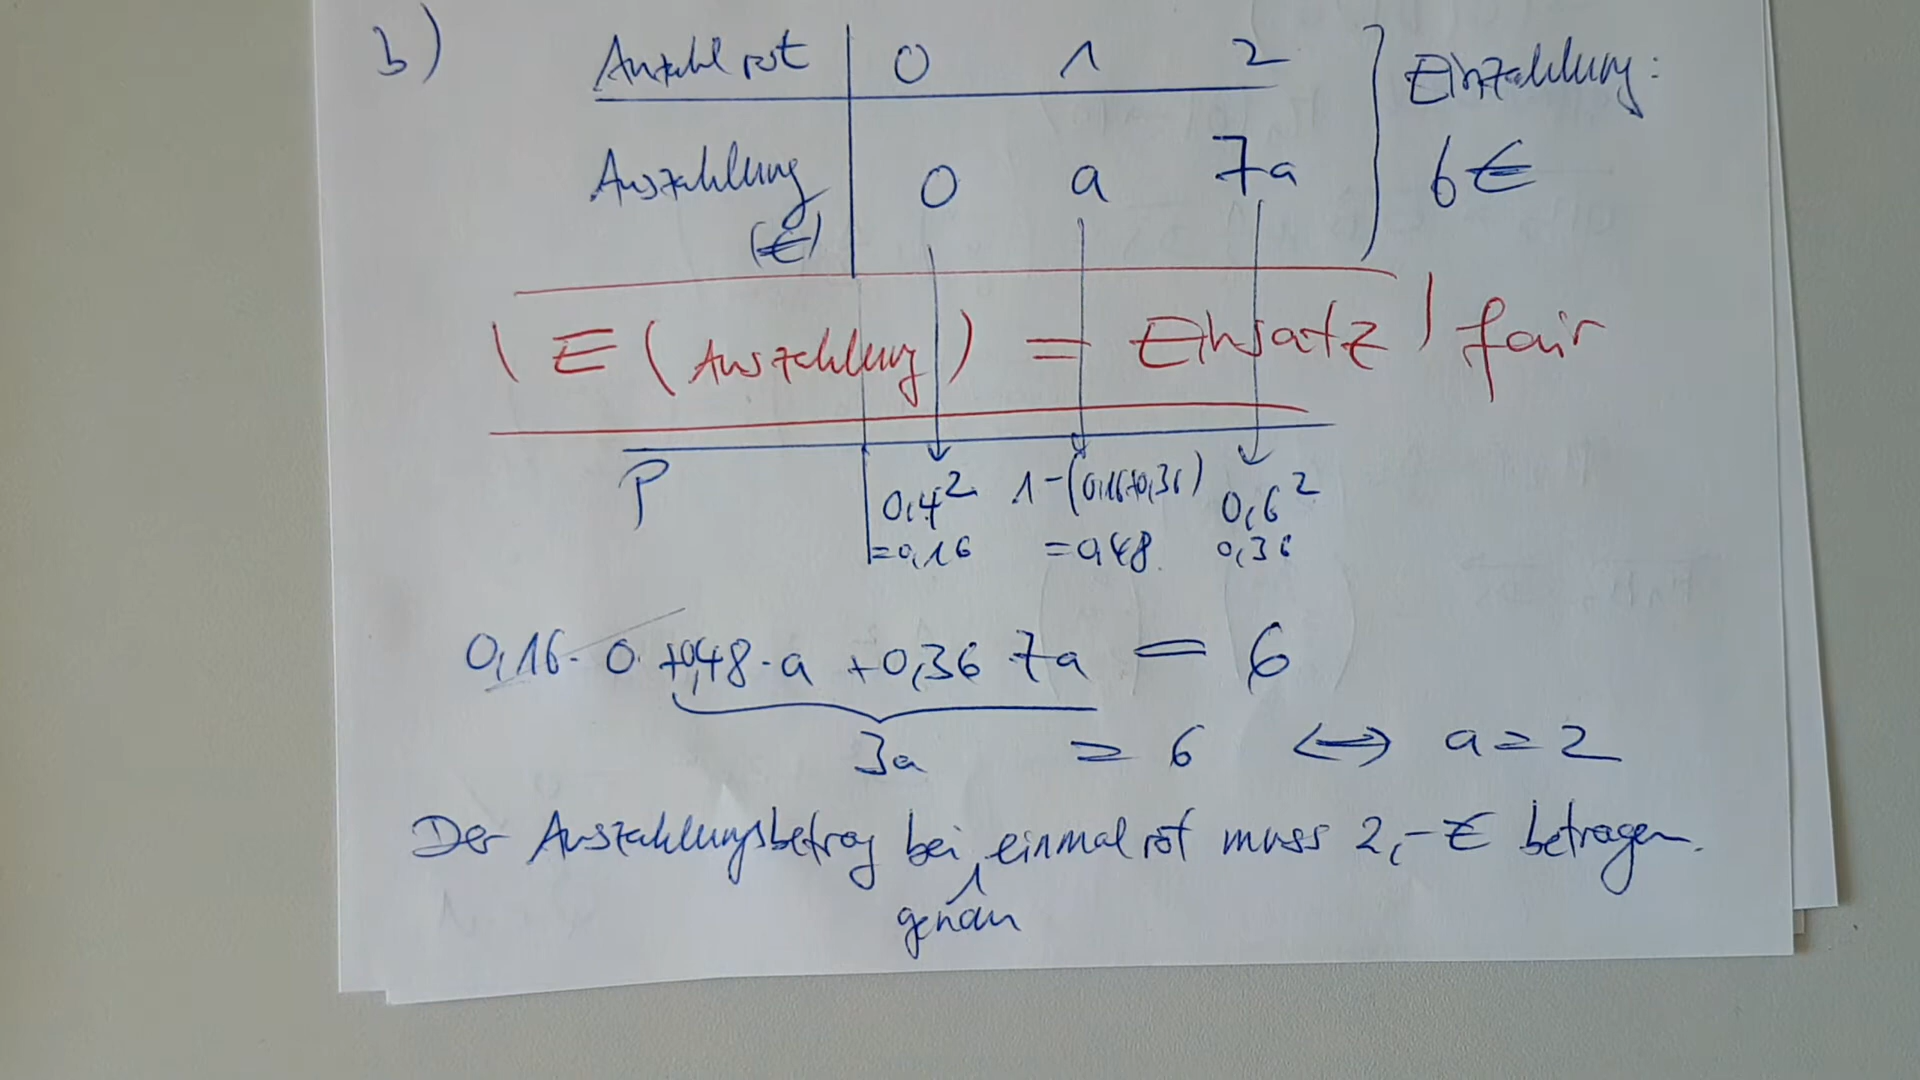 b) Anzahl rot 0 1 2 Einzahlung:
Auszahlung 0 a 7a 6€
(€)
| E (Auszahlung) = Einsatz | fair
P 0,4² 1-(0,16+0,36) 0,6²
=0,16 =0,48 0,36
0,16·0 +0,48·a +0,36 7a = 6
3a = 6 ⟺ a=2
Der Auszahlungsbetrag bei einmal rot muss 2,-€ betragen.
genau